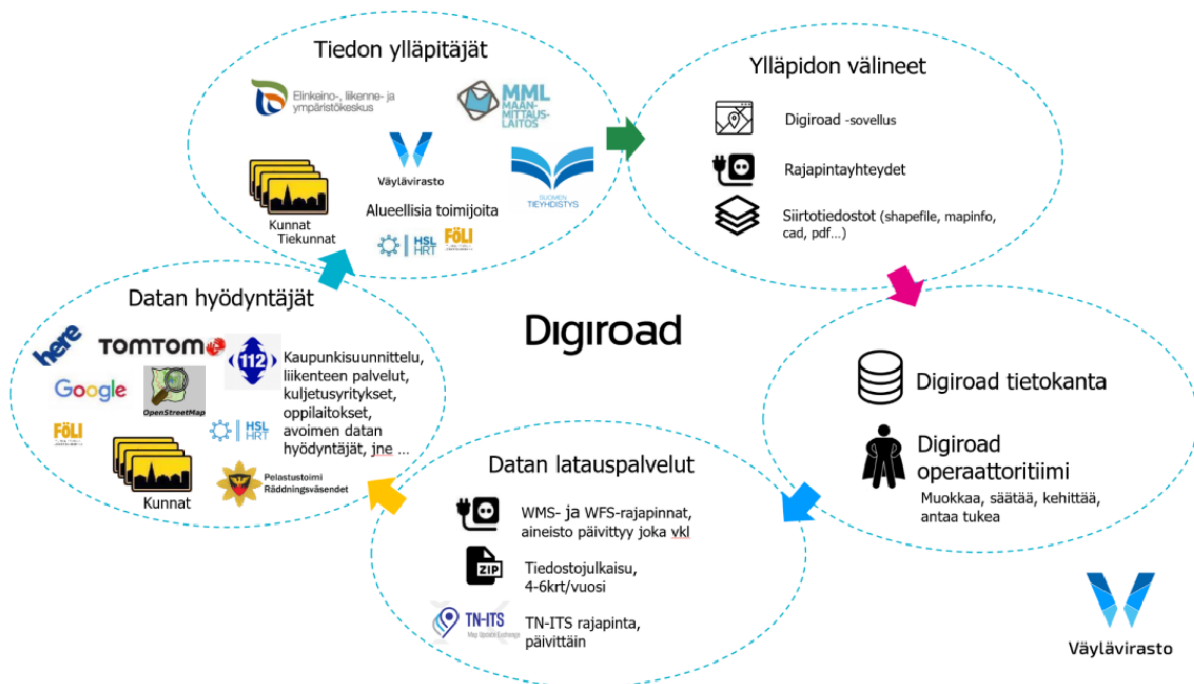 Tiedon ylläpitäjät
Elinkeino-, liikenne- ja
ympäristökeskus
MML
MAAN-
MITTAUS-
LAITOS
Väylävirasto
SUOMEN
TIEYHDISTYS
Kunnat
Tiekunnat
Alueellisia toimijoita
HSL
HRT
FÖLI
Ylläpidon välineet
Digiroad -sovellus
Rajapintayhteydet
Siirtotiedostot (shapefile, mapinfo,
cad, pdf...)
Digiroad
Datan hyödyntäjät
here
TOMTOM
112
Google
OpenStreetMap
FÖLI
HSL
HRT
Kunnat
Pelastustoimi
Räddningsväsendet
Kaupunkisuunnittelu,
liikenteen palvelut,
kuljetusyritykset,
oppilaitokset,
avoimen datan
hyödyntäjät, jne ...
Digiroad tietokanta
Digiroad
operaattoritiimi
Muokkaa, säätää, kehittää,
antaa tukea
Datan latauspalvelut
WMS- ja WFS-rajapinnat,
aineisto päivittyy joka vkl
ZIP
Tiedostojulkaisu,
4-6krt/vuosi
TN-ITS
Map Update Exchange
TN-ITS rajapinta,
päivittäin
Väylävirasto